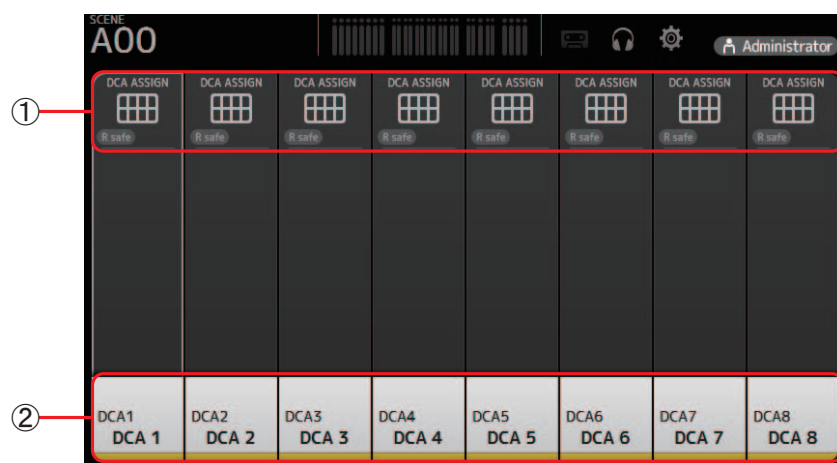 SCENE
A00
Administrator
① DCA ASSIGN DCA ASSIGN DCA ASSIGN DCA ASSIGN DCA ASSIGN DCA ASSIGN DCA ASSIGN DCA ASSIGN
R safe R safe R safe R safe R safe R safe R safe R safe
② DCA1 DCA2 DCA3 DCA4 DCA5 DCA6 DCA7 DCA8
DCA 1 DCA 2 DCA 3 DCA 4 DCA 5 DCA 6 DCA 7 DCA 8